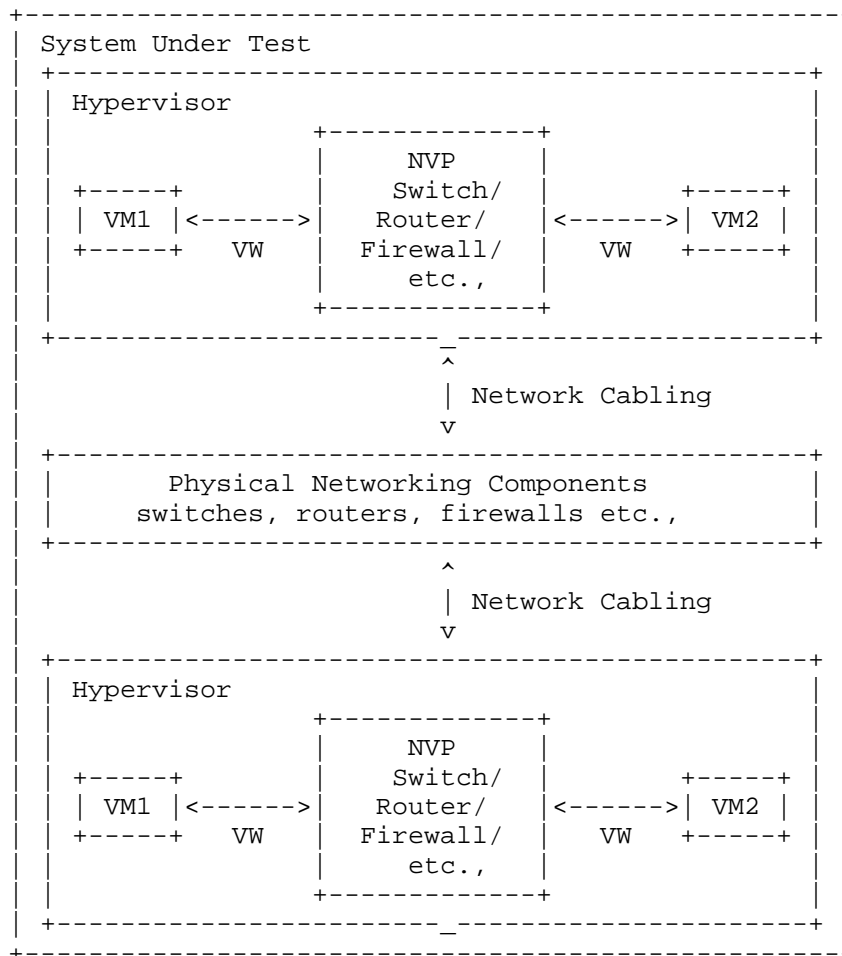 System Under Test
Hypervisor
NVP
Switch/
VM1 <------> Router/ <------> VM2
VW Firewall/ VW
etc.,
Network Cabling
Physical Networking Components
switches, routers, firewalls etc.,
Network Cabling
Hypervisor
NVP
Switch/
VM1 <------> Router/ <------> VM2
VW Firewall/ VW
etc.,